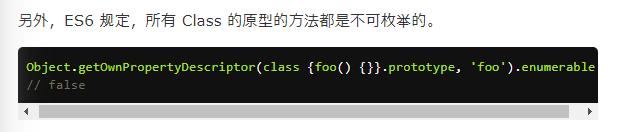 另外，ES6 规定，所有 Class 的原型的方法都是不可枚举的。
Object.getOwnPropertyDescriptor(class {foo() {}}.prototype, 'foo').enumerable
// false